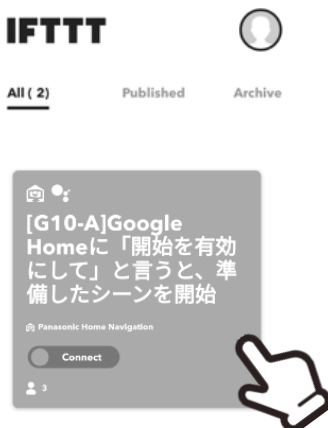 IFTTT
All ( 2)
Published
Archive
[G10-A]Google
Homeに「開始を有効
にして」と言うと、準
備したシーンを開始
Panasonic Home Navigation
Connect
3